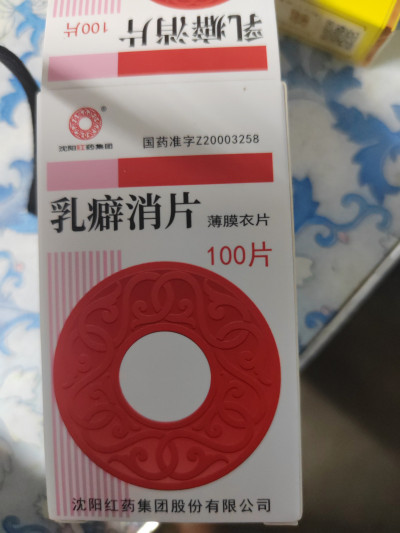 乳癖消片
100片
®
沈阳红药集团
国药准字Z20003258
乳癖消片 薄膜衣片
100片
沈阳红药集团股份有限公司